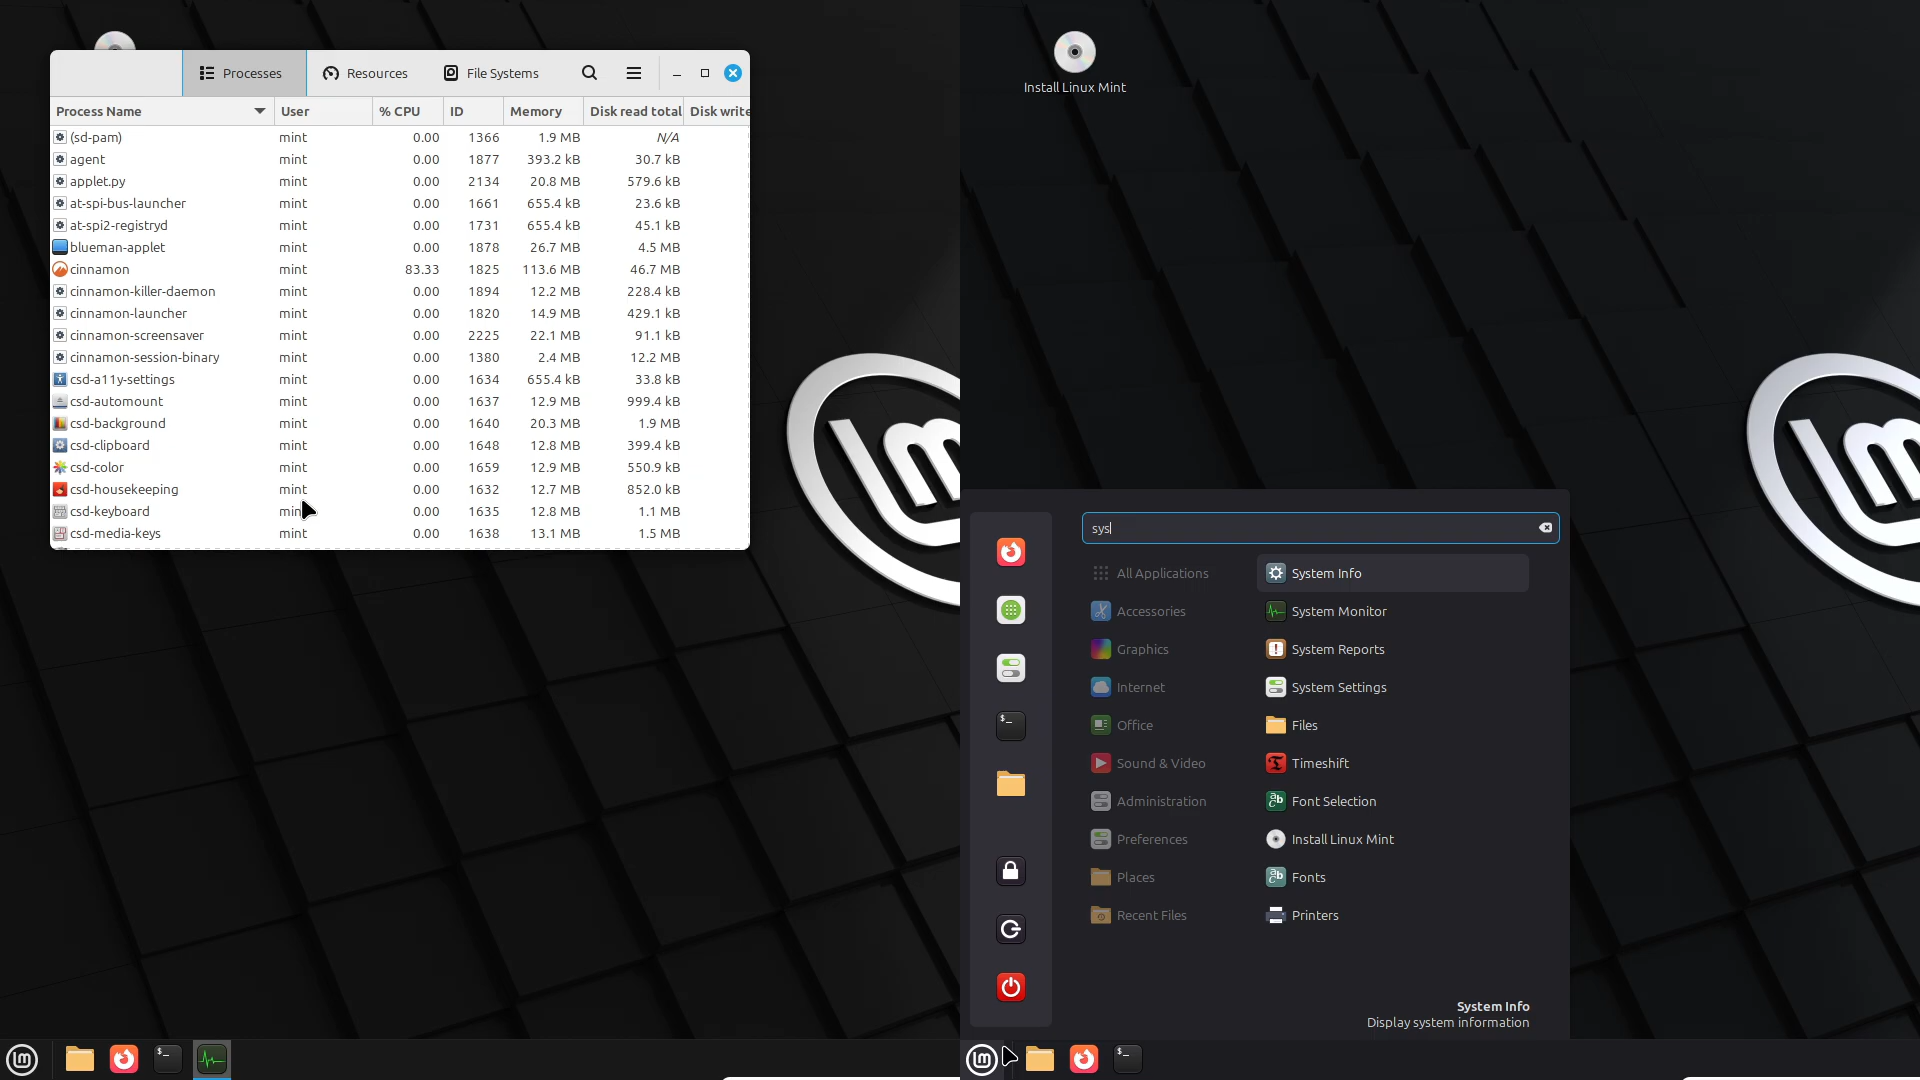 Processes Resources File Systems
Process Name User % CPU ID Memory Disk read total Disk write
(sd-pam) mint 0.00 1366 1.9 MB N/A
agent mint 0.00 1877 393.2 kB 30.7 kB
applet.py mint 0.00 2134 20.8 MB 579.6 kB
at-spi-bus-launcher mint 0.00 1661 655.4 kB 23.6 kB
at-spi2-registryd mint 0.00 1731 655.4 kB 45.1 kB
blueman-applet mint 0.00 1878 26.7 MB 4.5 MB
cinnamon mint 83.33 1825 113.6 MB 46.7 MB
cinnamon-killer-daemon mint 0.00 1894 12.2 MB 228.4 kB
cinnamon-launcher mint 0.00 1820 14.9 MB 429.1 kB
cinnamon-screensaver mint 0.00 2225 22.1 MB 91.1 kB
cinnamon-session-binary mint 0.00 1380 2.4 MB 12.2 MB
csd-a11y-settings mint 0.00 1634 655.4 kB 33.8 kB
csd-automount mint 0.00 1637 12.9 MB 999.4 kB
csd-background mint 0.00 1640 20.3 MB 1.9 MB
csd-clipboard mint 0.00 1648 12.8 MB 399.4 kB
csd-color mint 0.00 1659 12.9 MB 550.9 kB
csd-housekeeping mint 0.00 1632 12.7 MB 852.0 kB
csd-keyboard mint 0.00 1635 12.8 MB 1.1 MB
csd-media-keys mint 0.00 1638 13.1 MB 1.5 MB
Install Linux Mint
sys
All Applications
Accessories
Graphics
Internet
Office
Sound & Video
Administration
Preferences
Places
Recent Files
System Info
System Monitor
System Reports
System Settings
Files
Timeshift
Font Selection
Install Linux Mint
Fonts
Printers
System Info
Display system information